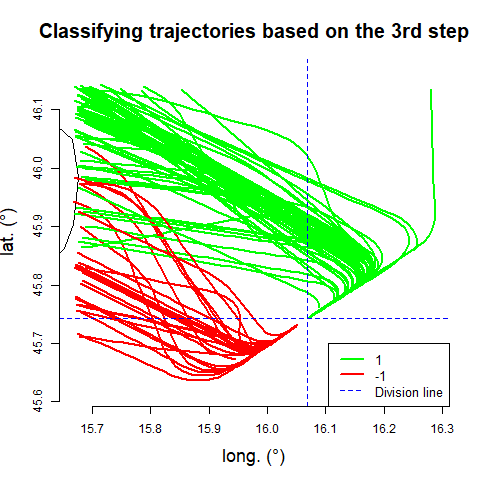 Classifying trajectories based on the 3rd step
lat. (°)
46.1
46.0
45.9
45.8
45.7
45.6
15.7 15.8 15.9 16.0 16.1 16.2 16.3
long. (°)
1
-1
Division line